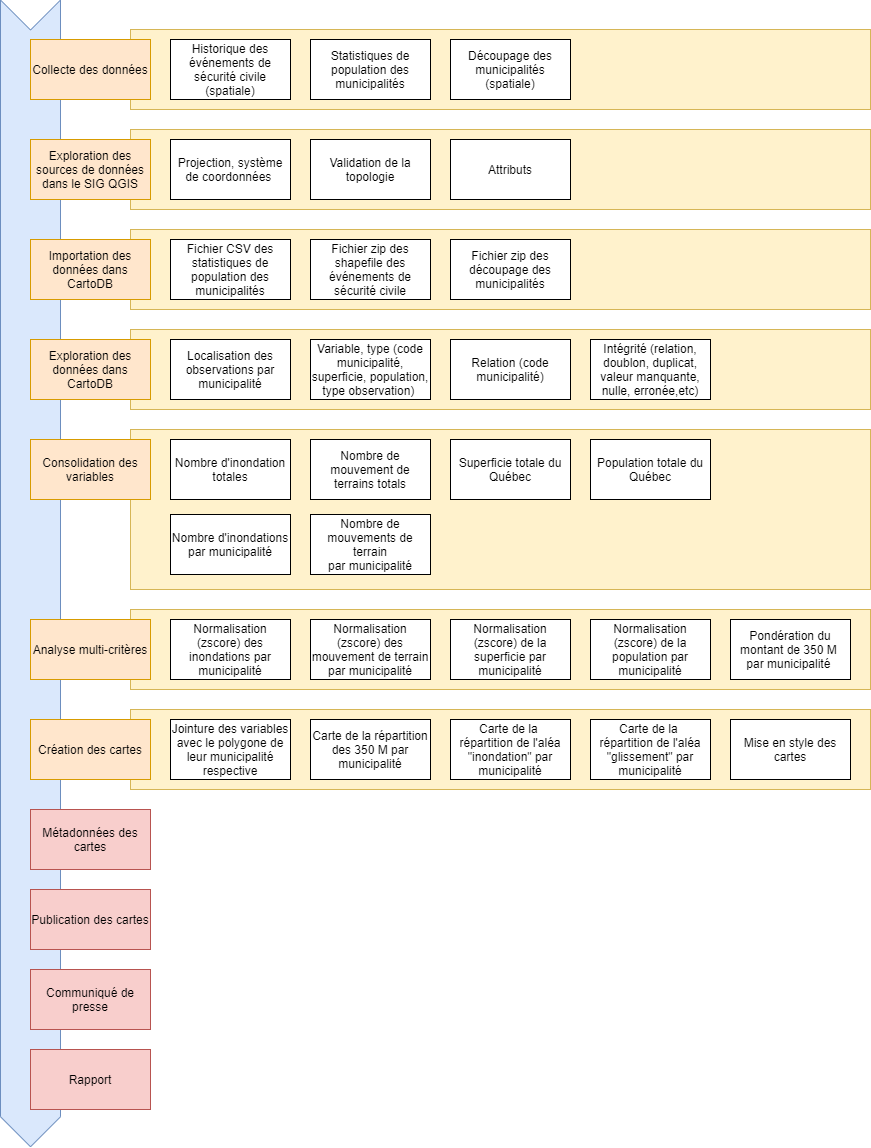 Collecte des données
Historique des
événements de
sécurité civile
(spatiale)
Statistiques de
population des
municipalités
Découpage des
municipalités
(spatiale)
Exploration des
sources de données
dans le SIG QGIS
Projection, système
de coordonnées
Validation de la
topologie
Attributs
Importation des
données dans
CartoDB
Fichier CSV des
statistiques de
population des
municipalités
Fichier zip des
shapefile des
événements de
sécurité civile
Fichier zip des
découpage des
municipalités
Exploration des
données dans
CartoDB
Localisation des
observations par
municipalité
Variable, type (code
municipalité,
superficie, population,
type observation)
Relation (code
municipalité)
Intégrité (relation,
doublon, duplicat,
valeur manquante,
nulle, erronée,etc)
Consolidation des
variables
Nombre d'inondation
totales
Nombre de
mouvement de
terrains totals
Superficie totale du
Québec
Population totale du
Québec
Nombre d'inondations
par municipalité
Nombre de
mouvements de
terrain
par municipalité
Analyse multi-critères
Normalisation
(zscore) des
inondations par
municipalité
Normalisation
(zscore) des
mouvement de terrain
par municipalité
Normalisation
(zscore) de la
superficie par
municipalité
Normalisation
(zscore) de la
population par
municipalité
Pondération du
montant de 350 M
par municipalité
Création des cartes
Jointure des variables
avec le polygone de
leur municipalité
respective
Carte de la répartition
des 350 M par
municipalité
Carte de la
répartition de l'aléa
"inondation" par
municipalité
Carte de la
répartition de l'aléa
"glissement" par
municipalité
Mise en style des
cartes
Métadonnées des
cartes
Publication des cartes
Communiqué de
presse
Rapport